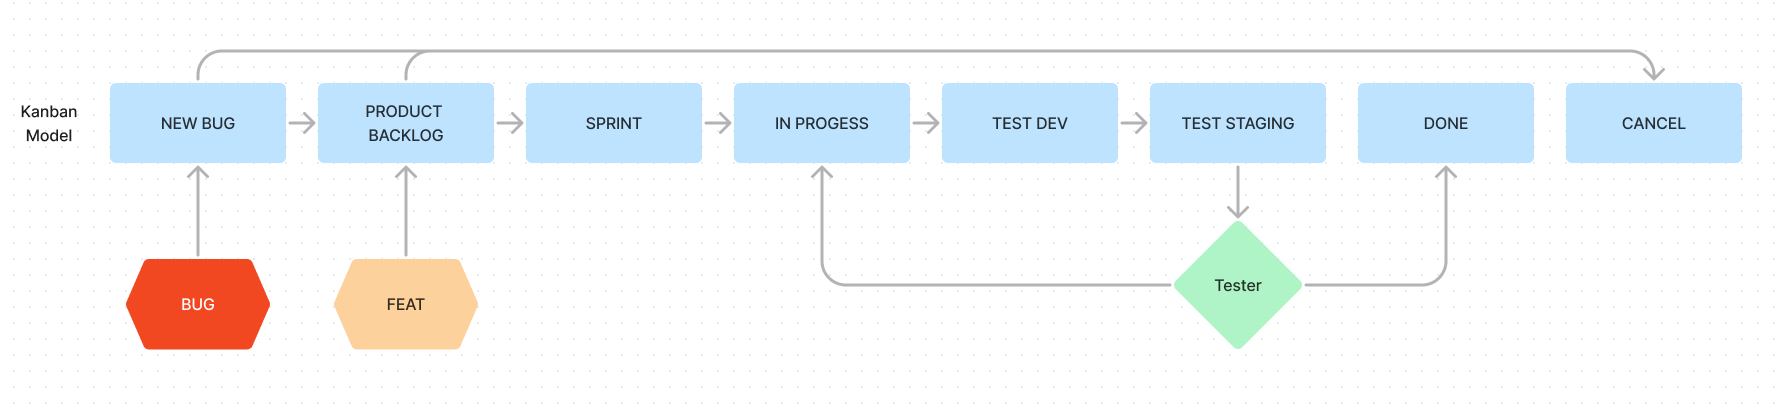 Kanban
Model
NEW BUG
PRODUCT
BACKLOG
SPRINT
IN PROGESS
TEST DEV
TEST STAGING
DONE
CANCEL
BUG
FEAT
Tester